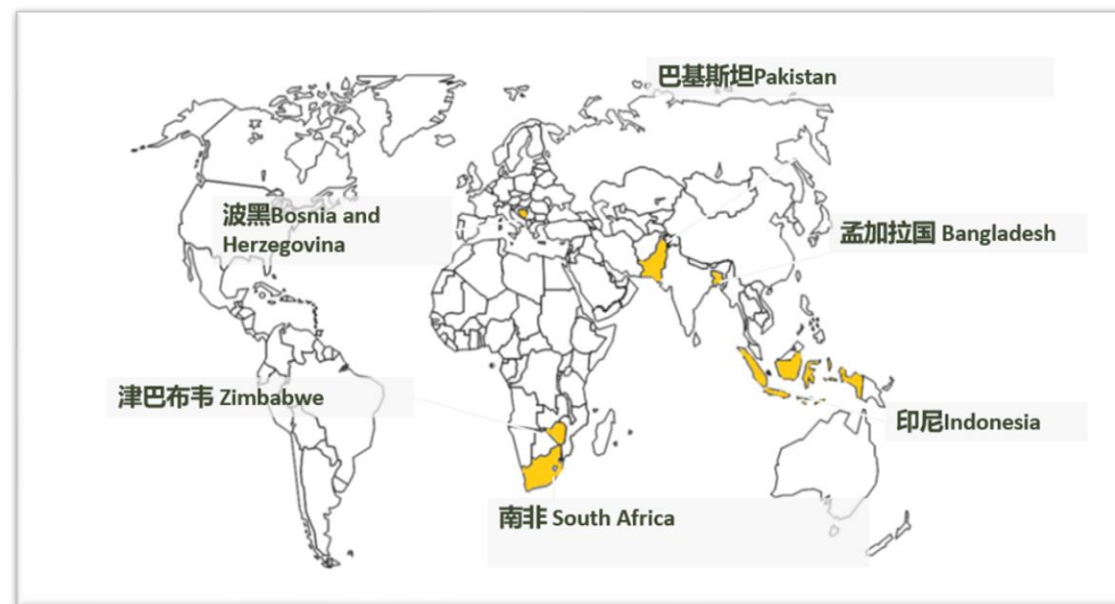 巴基斯坦Pakistan
波黑Bosnia and
Herzegovina
孟加拉国 Bangladesh
津巴布韦 Zimbabwe
印尼Indonesia
南非 South Africa